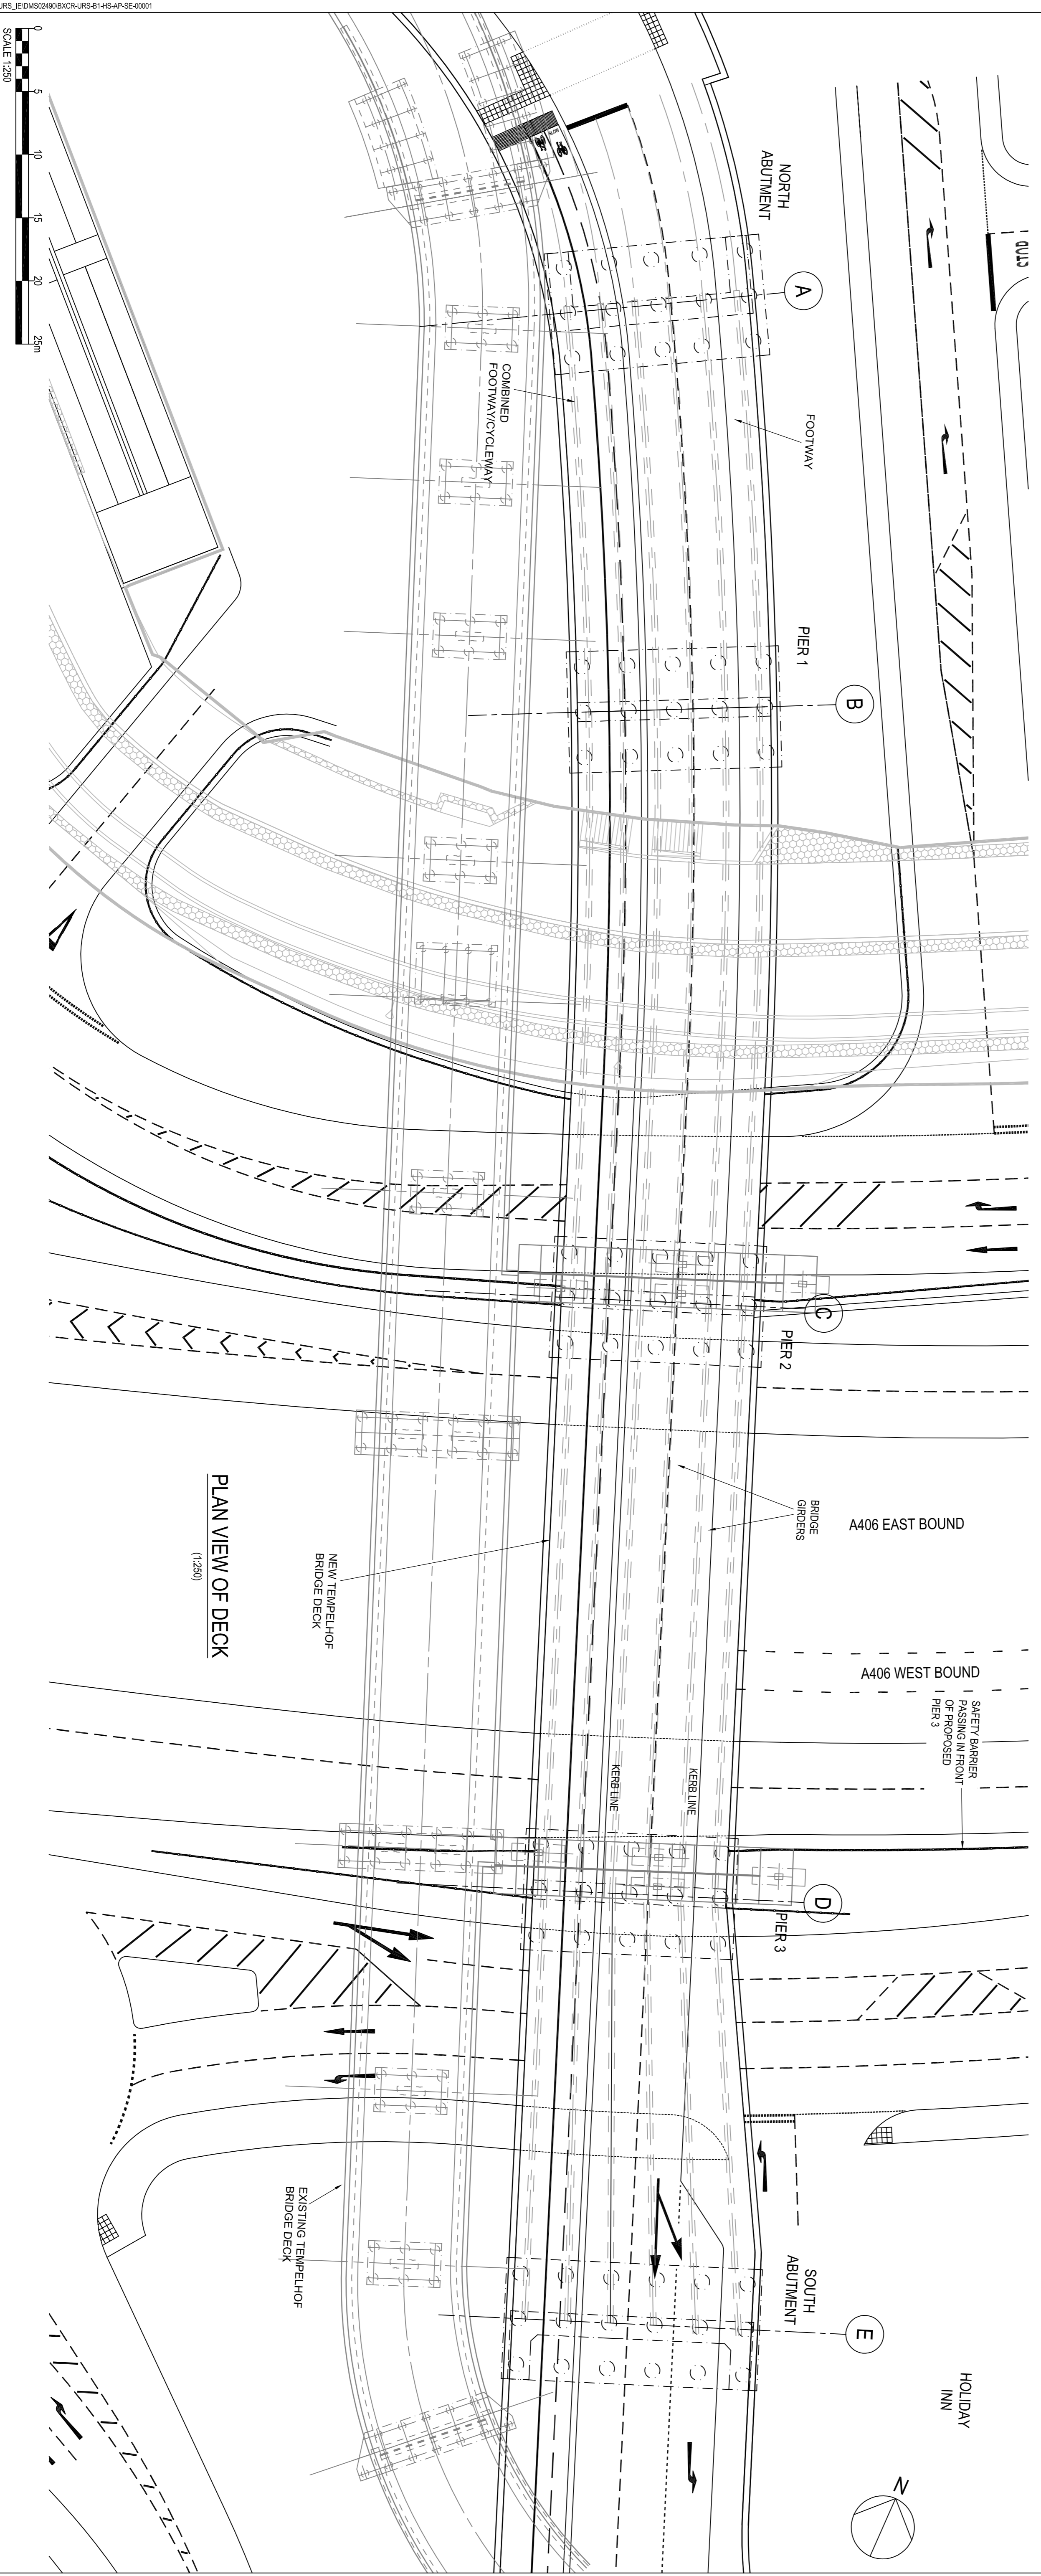 URS_IE\DMS02490\BXCR-URS-B1-HS-AP-SE-00001
0
5
10
15
20
25m
SCALE 1:250
NORTH
ABUTMENT
A
SLOW
COMBINED
FOOTWAY/CYCLEWAY
FOOTWAY
PIER 1
B
C
PIER 2
BRIDGE
GIRDERS
A406 EAST BOUND
PLAN VIEW OF DECK
(1:250)
NEW TEMPELHOF
BRIDGE DECK
A406 WEST BOUND
SAFETY BARRIER
PASSING IN FRONT
OF PROPOSED
PIER 3
KERB LINE
KERB LINE
D
PIER 3
EXISTING TEMPELHOF
BRIDGE DECK
SOUTH
ABUTMENT
E
HOLIDAY
INN
N